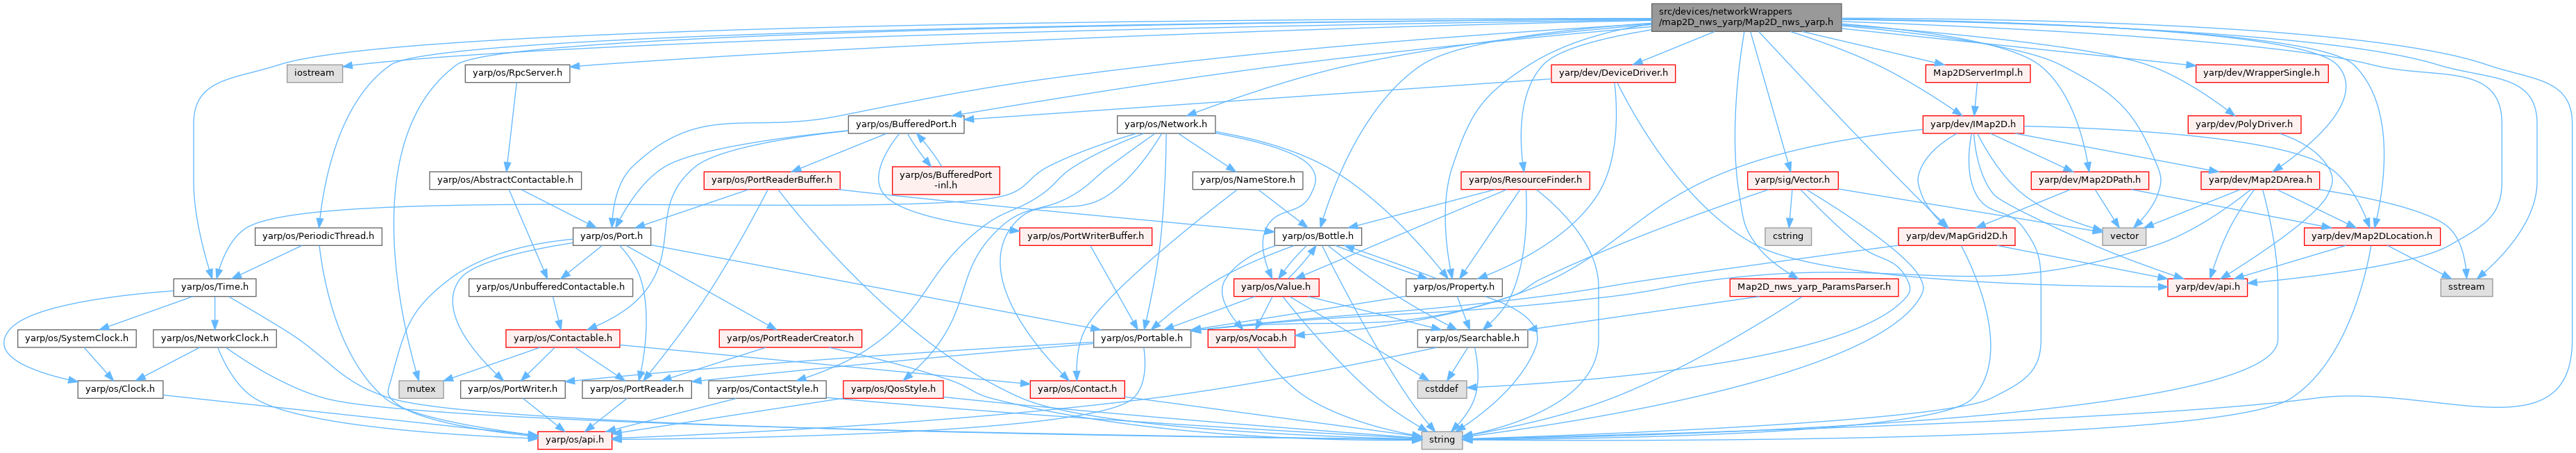 src/devices/networkWrappers
/map2D_nws_yarp/Map2D_nws_yarp.h
iostream
yarp/os/RpcServer.h
yarp/dev/DeviceDriver.h
Map2DServerImpl.h
yarp/dev/WrapperSingle.h
yarp/os/BufferedPort.h
yarp/os/Network.h
yarp/dev/IMap2D.h
yarp/dev/PolyDriver.h
yarp/os/AbstractContactable.h
yarp/os/PortReaderBuffer.h
yarp/os/BufferedPort
-inl.h
yarp/os/NameStore.h
yarp/os/ResourceFinder.h
yarp/sig/Vector.h
yarp/dev/Map2DPath.h
yarp/dev/Map2DArea.h
yarp/os/PeriodicThread.h
yarp/os/Port.h
yarp/os/PortWriterBuffer.h
yarp/os/Bottle.h
cstring
yarp/dev/MapGrid2D.h
vector
yarp/dev/Map2DLocation.h
yarp/os/Time.h
yarp/os/UnbufferedContactable.h
yarp/os/Value.h
yarp/os/Property.h
Map2D_nws_yarp_ParamsParser.h
yarp/dev/api.h
sstream
yarp/os/SystemClock.h
yarp/os/NetworkClock.h
yarp/os/Contactable.h
yarp/os/PortReaderCreator.h
yarp/os/Portable.h
yarp/os/Vocab.h
yarp/os/Searchable.h
yarp/os/Clock.h
mutex
yarp/os/PortWriter.h
yarp/os/PortReader.h
yarp/os/ContactStyle.h
yarp/os/QosStyle.h
yarp/os/Contact.h
cstddef
yarp/os/api.h
string